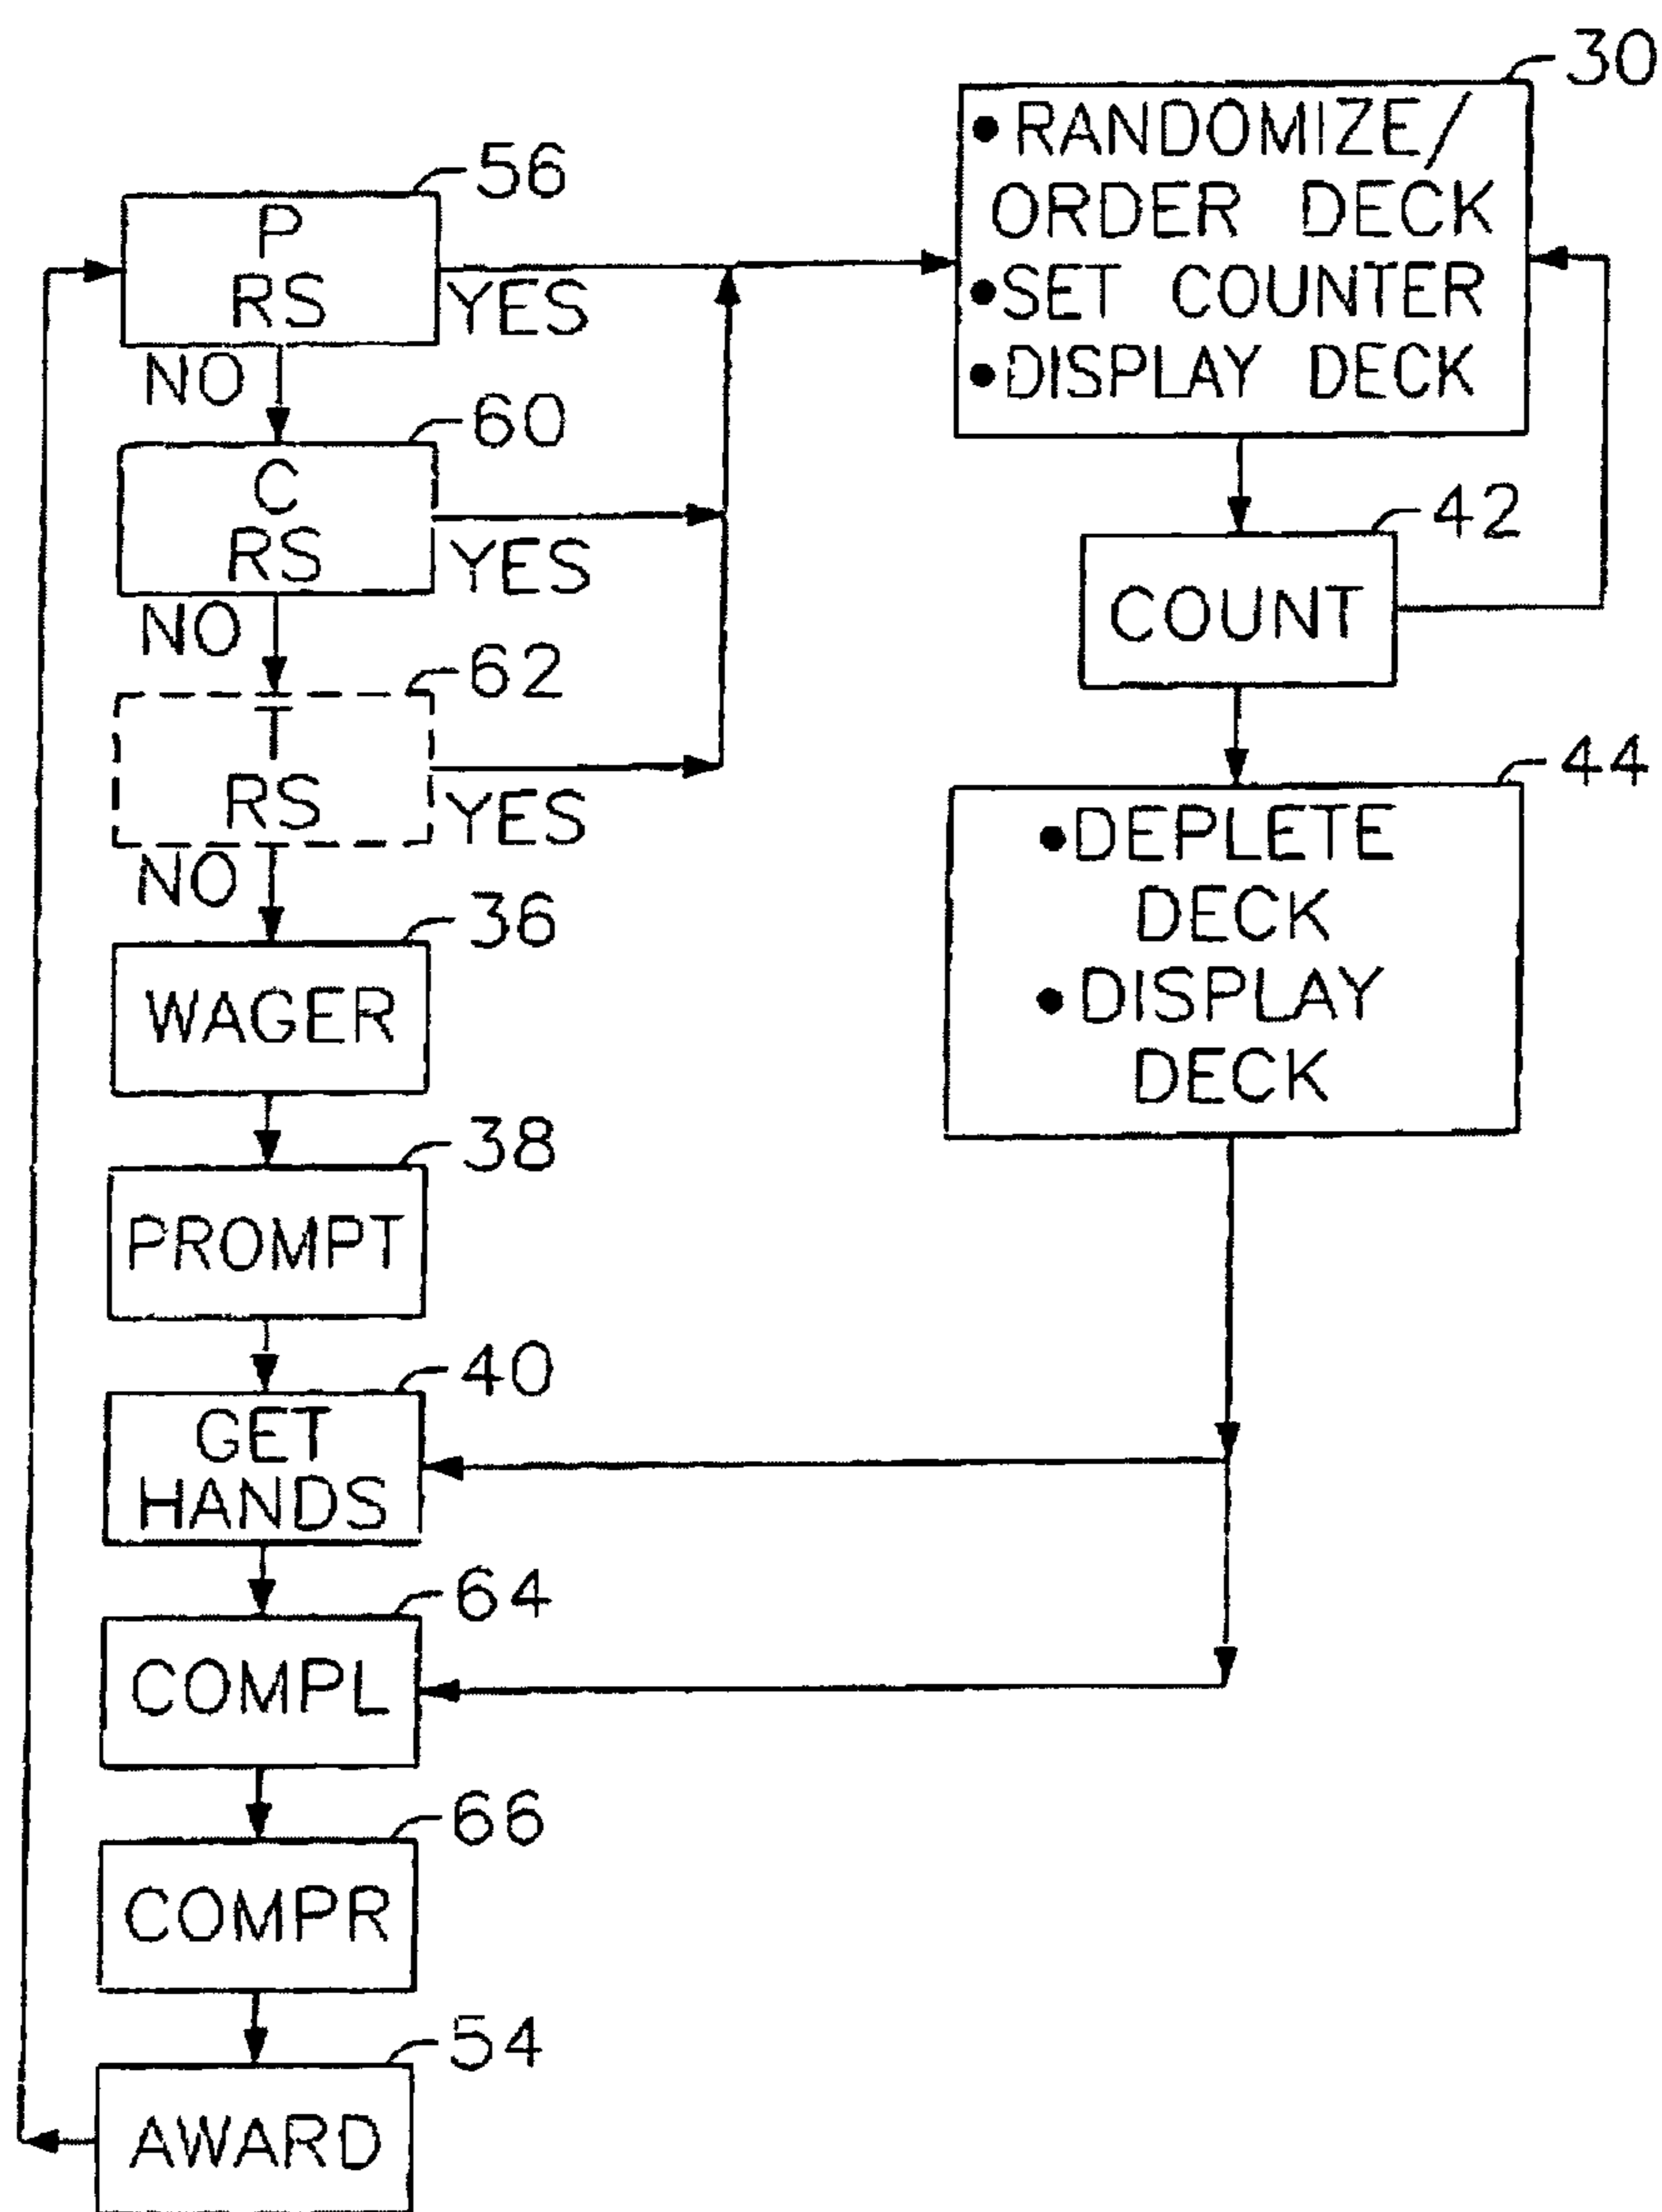 56
P
RS
YES
NO
60
C
RS
YES
NO
62
T
RS
YES
NO
36
WAGER
38
PROMPT
40
GET
HANDS
64
COMPL
66
COMPR
54
AWARD
30
•RANDOMIZE/
ORDER DECK
•SET COUNTER
•DISPLAY DECK
42
COUNT
44
•DEPLETE
DECK
•DISPLAY
DECK